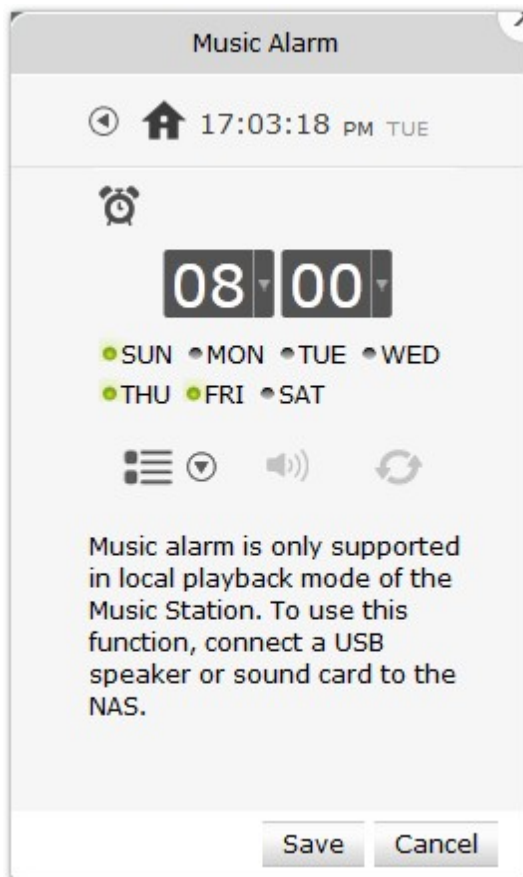 Music Alarm
17:03:18 PM TUE
08 00
SUN MON TUE WED
THU FRI SAT
Music alarm is only supported
in local playback mode of the
Music Station. To use this
function, connect a USB
speaker or sound card to the
NAS.
Save Cancel